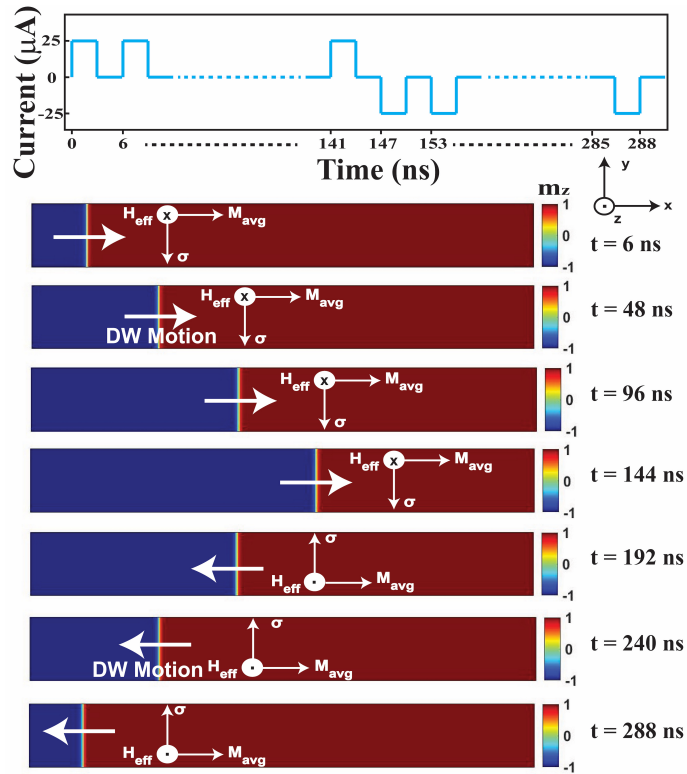 Current (μA)
25
0
-25
0 6 141 147 153 285 288
Time (ns)
y
x
z
mz
Heff x Mavg
σ
1
0
-1
t = 6 ns
Heff x Mavg
σ
DW Motion
1
0
-1
t = 48 ns
Heff x Mavg
σ
1
0
-1
t = 96 ns
Heff x Mavg
σ
1
0
-1
t = 144 ns
σ
Heff Mavg
1
0
-1
t = 192 ns
σ
DW Motion Heff Mavg
1
0
-1
t = 240 ns
σ
Heff Mavg
1
0
-1
t = 288 ns